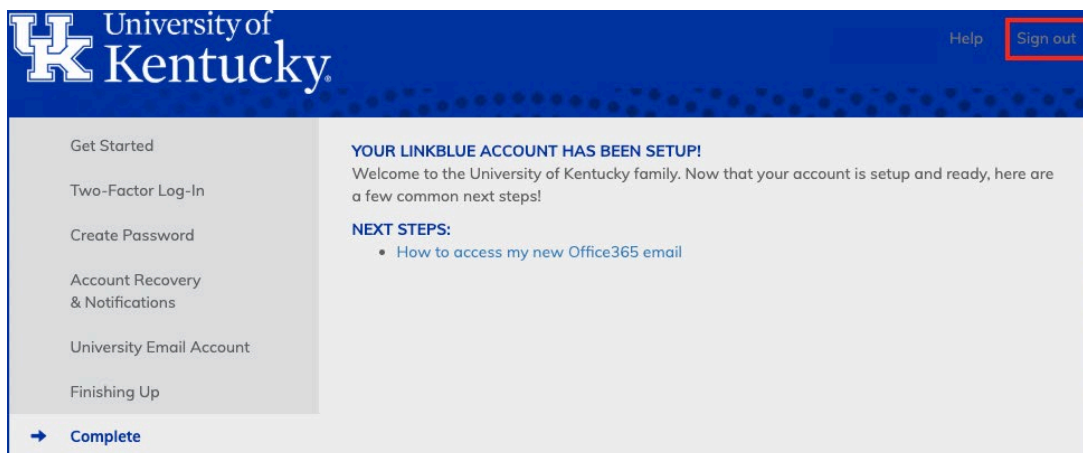 University of
Kentucky.
Help
Sign out
Get Started
Two-Factor Log-In
Create Password
Account Recovery
& Notifications
University Email Account
Finishing Up
Complete
YOUR LINKBLUE ACCOUNT HAS BEEN SETUP!
Welcome to the University of Kentucky family. Now that your account is setup and ready, here are
a few common next steps!
NEXT STEPS:
• How to access my new Office365 email